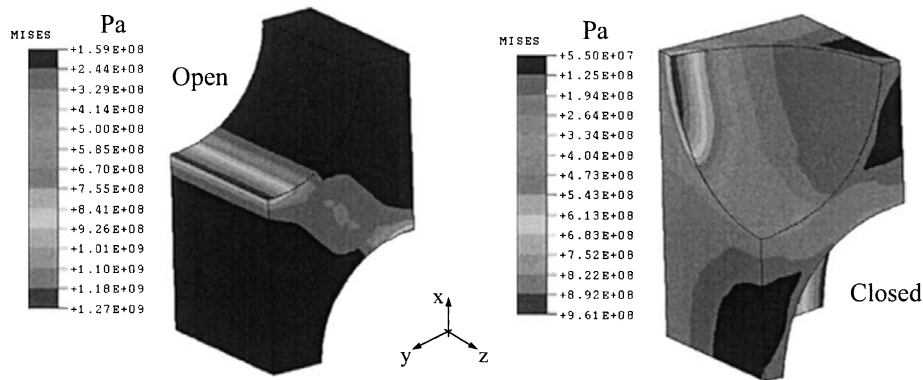 Pa
MISES
+1.59E+08
+2.44E+08
+3.29E+08
+4.14E+08
+5.00E+08
+5.85E+08
+6.70E+08
+7.55E+08
+8.41E+08
+9.26E+08
+1.01E+09
+1.10E+09
+1.18E+09
+1.27E+09
Open
x
y
z
Pa
MISES
+5.50E+07
+1.25E+08
+1.94E+08
+2.64E+08
+3.34E+08
+4.04E+08
+4.73E+08
+5.43E+08
+6.13E+08
+6.83E+08
+7.52E+08
+8.22E+08
+8.92E+08
+9.61E+08
Closed